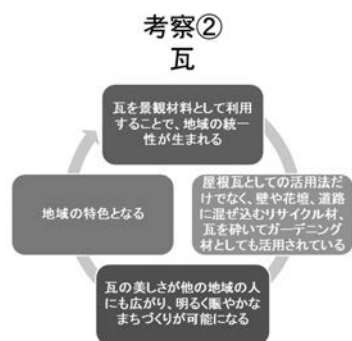 考察②
瓦
瓦を景観材料として利用
することで、地域の統一
性が生まれる
屋根瓦としての活用法だ
けでなく、壁や花壇、道路
に混ぜ込むリサイクル材、
瓦を砕いてガーデニング
材としても活用されている
瓦の美しさが他の地域の人
にも広がり、明るく賑やかな
まちづくりが可能になる
地域の特色となる